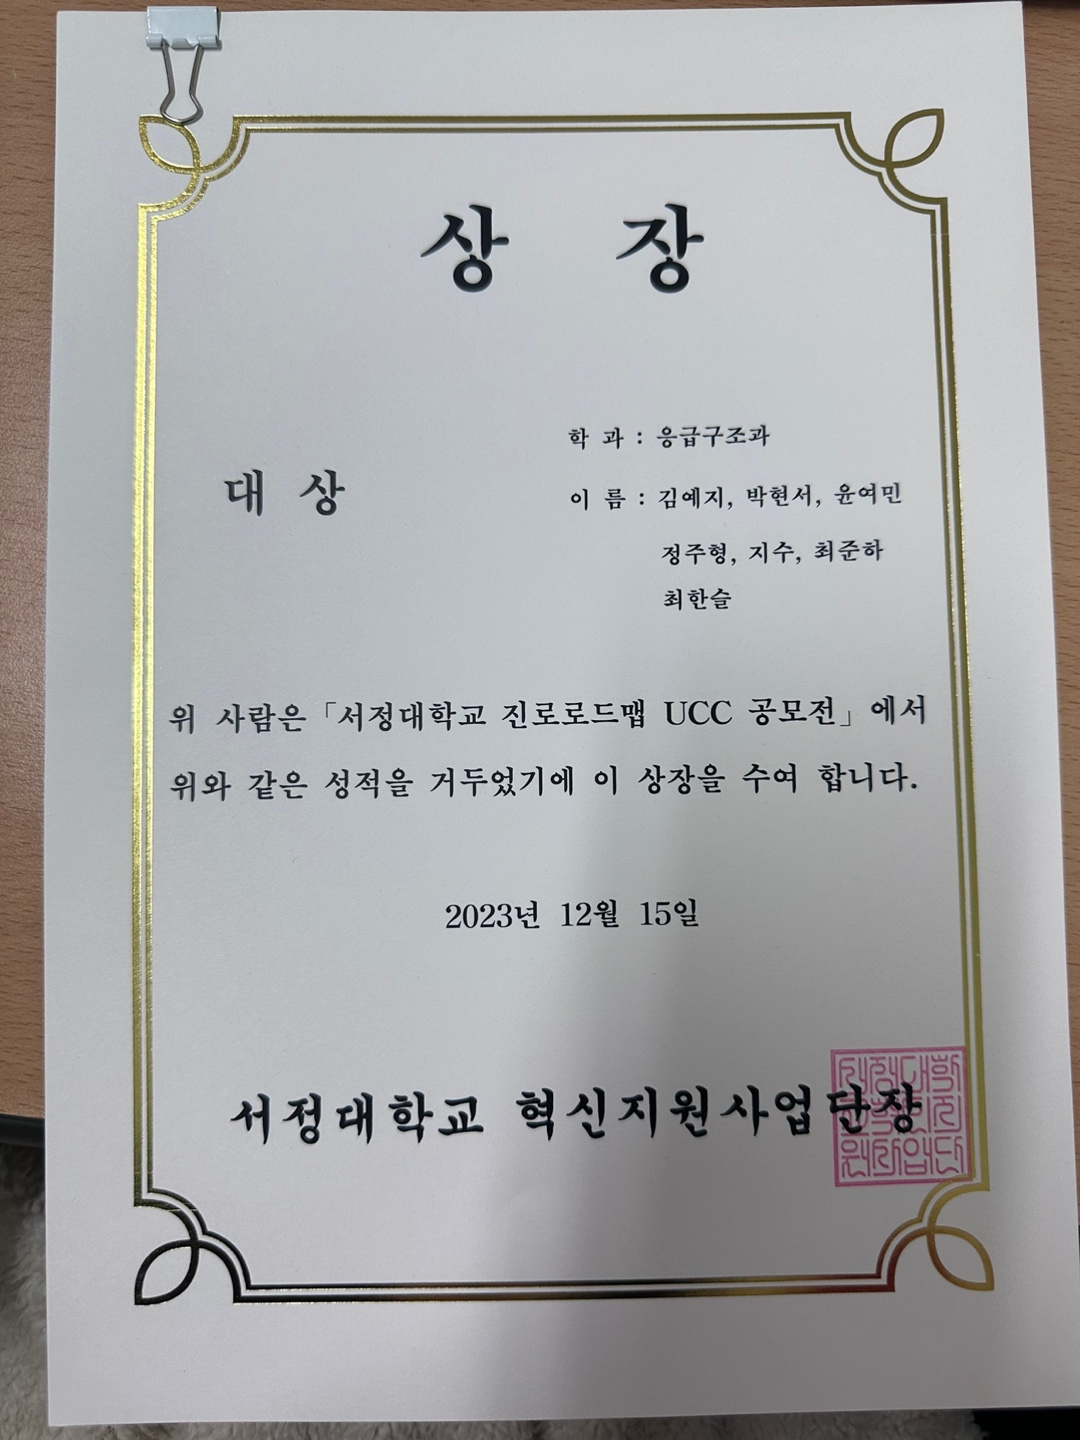 상 장
학 과 : 응급구조과
대 상
이 름 : 김예지, 박현서, 윤여민
정주형, 지수, 최준하
최한슬
위 사람은「서정대학교 진로로드맵 UCC 공모전」에서
위와 같은 성적을 거두었기에 이 상장을 수여 합니다.
2023년 12월 15일
서정대학교 혁신지원사업단장